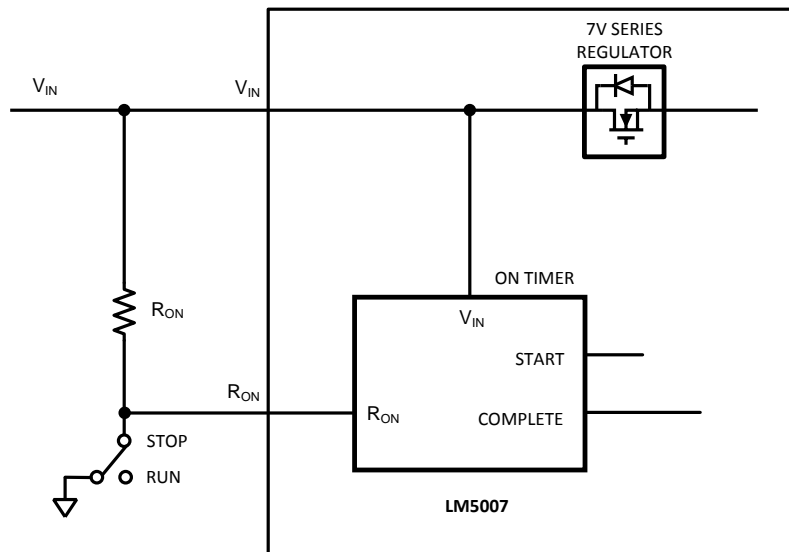 7V SERIES
REGULATOR
VIN
VIN
ON TIMER
VIN
RON
START
RON
RON
COMPLETE
STOP
RUN
LM5007